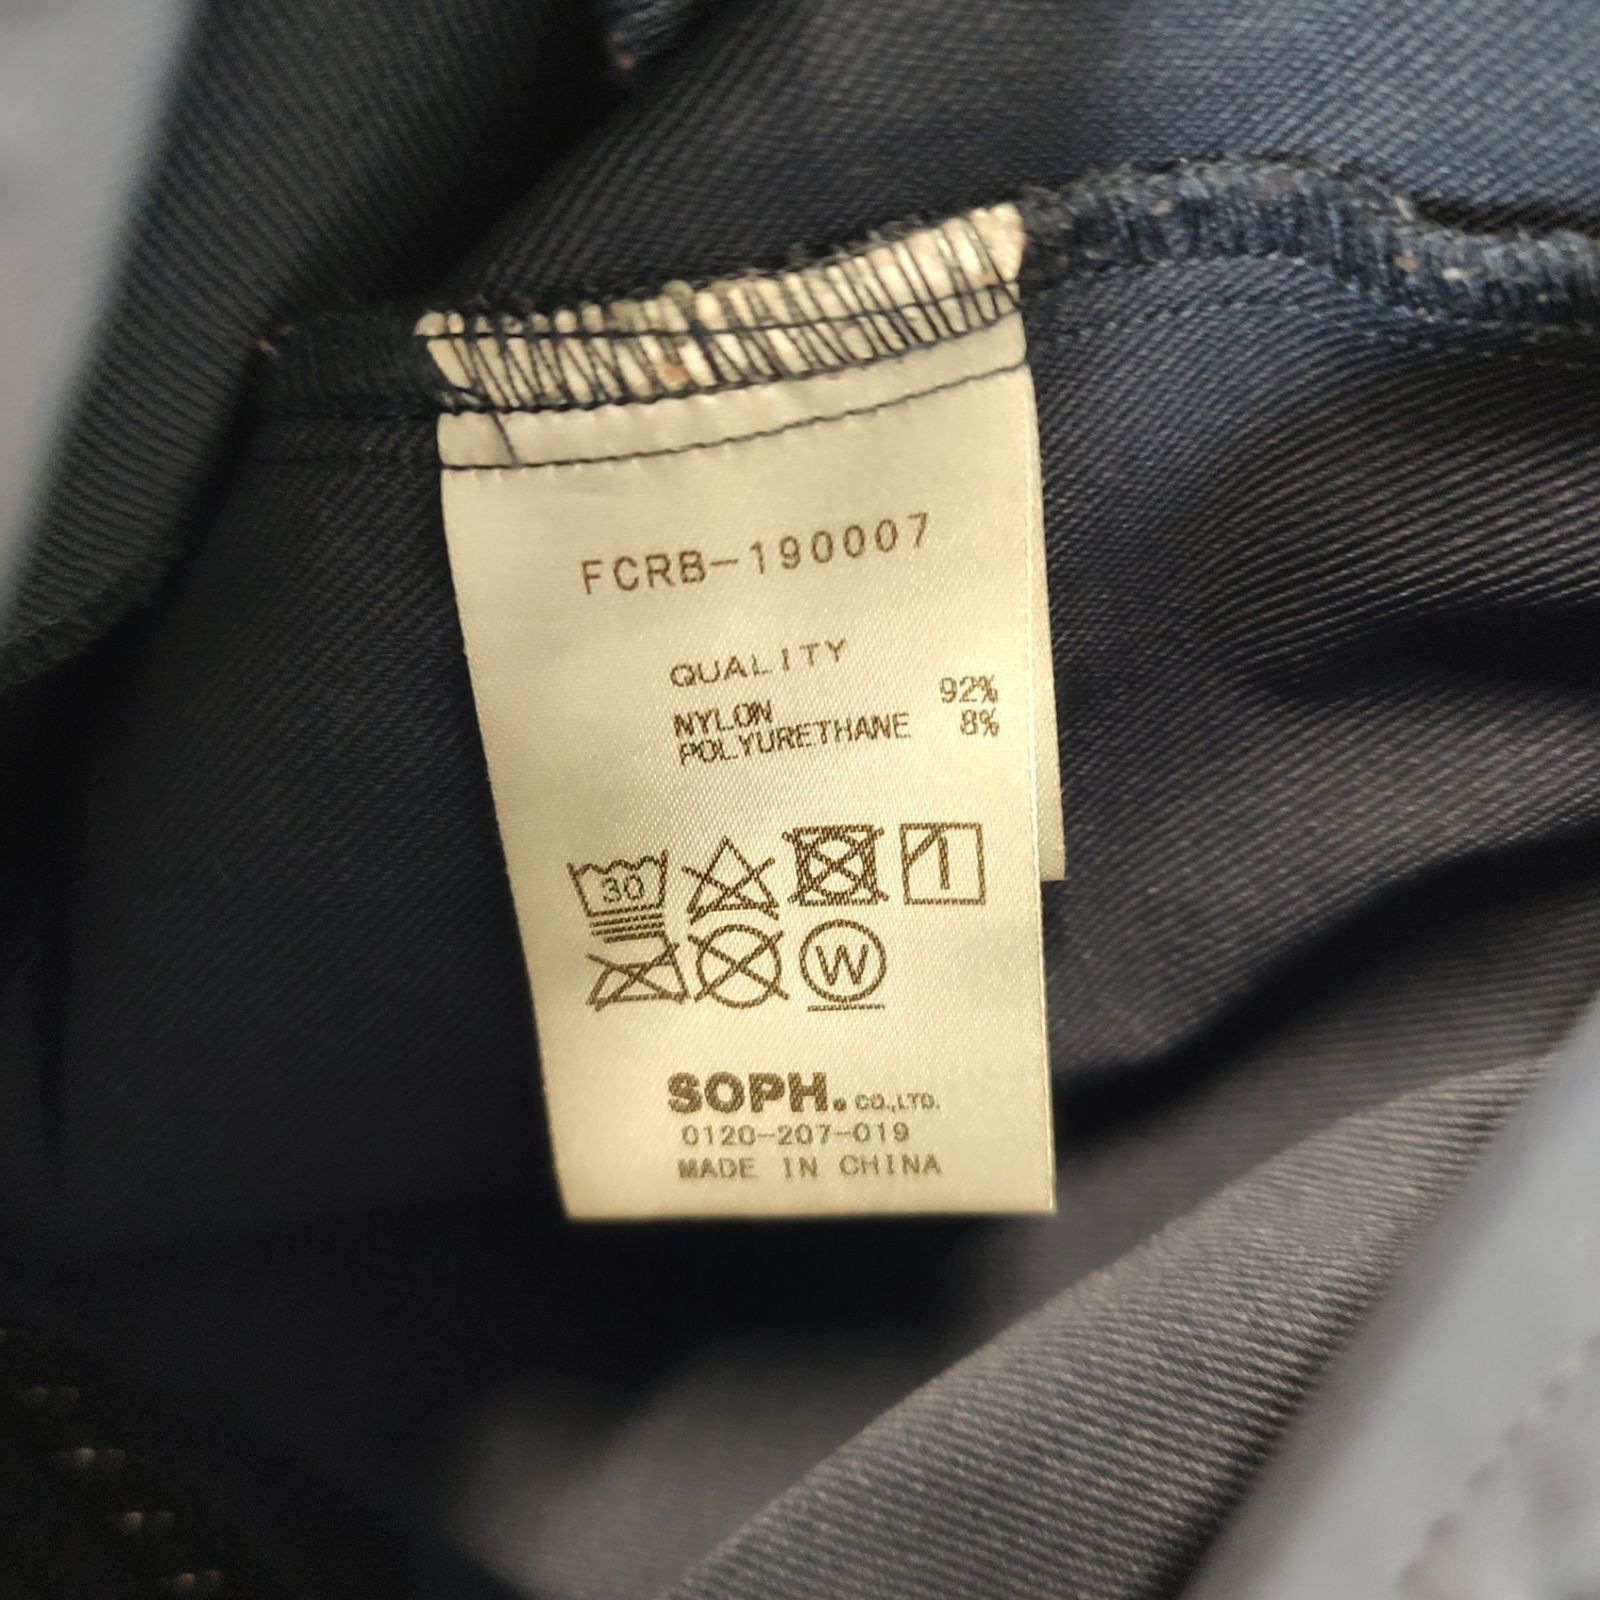 FCRB-190007
QUALITY
NYLON 92%
POLYURETHANE 8%
30
W
SOPH. CO.,LTD.
0120-207-019
MADE IN CHINA